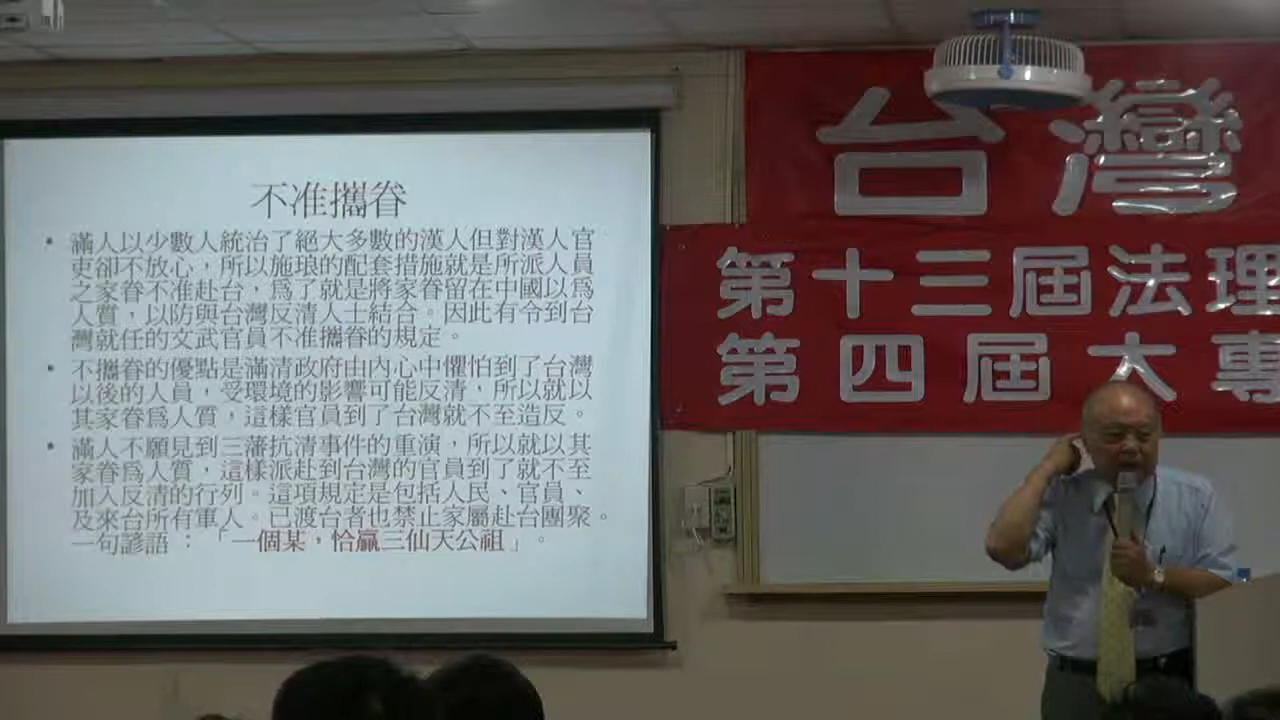 不准攜眷
• 滿人以少數人統治了絕大多數的漢人但對漢人官
吏卻不放心，所以施琅的配套措施就是所派人員
之家眷不准赴台，為了就是將家眷留在中國以為
人質，以防與台灣反清人士結合。因此有令到台
灣就任的文武官員不准攜眷的規定。
• 不攜眷的優點是滿清政府由內心中懼怕到了台灣
以後的人員，受環境的影響可能反清，所以就以
其家眷為人質，這樣官員到了台灣就不至造反。
• 滿人不願見到三藩抗清事件的重演，所以就以其
家眷為人質，這樣派赴到台灣的官員到了就不至
加入反清的行列。這項規定是包括人民、官員、
及來台所有軍人。已渡台者也禁止家屬赴台團聚。
一句諺語：「一個某，恰贏三仙天公祖」。
台灣
第十三屆法理
第四屆大專